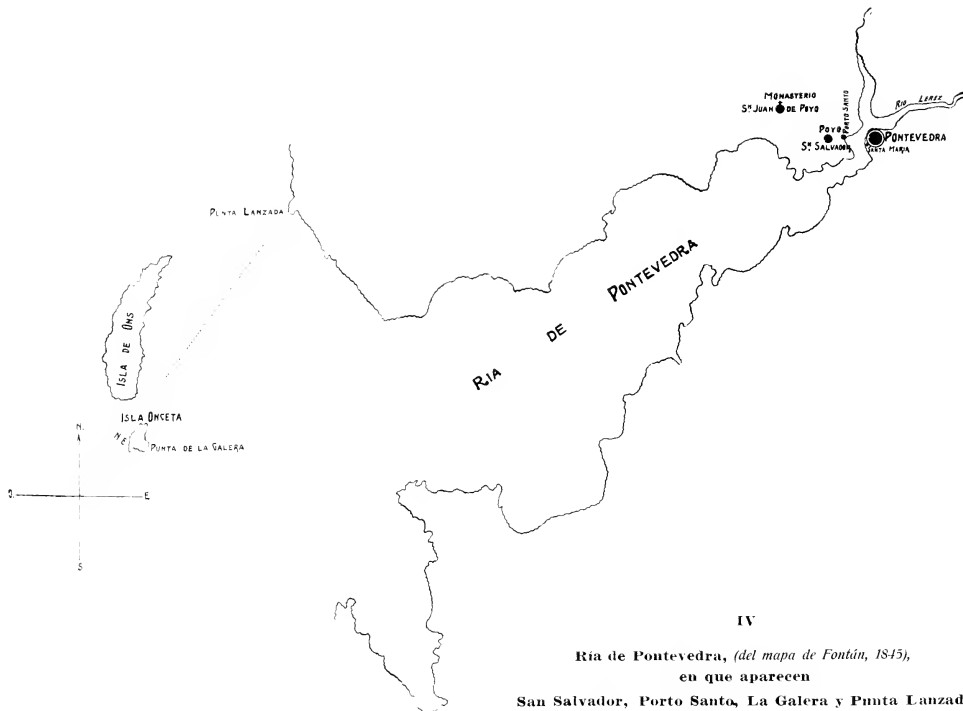 MONASTERIO
Sⁿ JUAN DE POYO
PORTO SANTO
RIO LEREZ
POYO
Sⁿ SALVADOR
PONTEVEDRA
SANTA MARIA
PUNTA LANZADA
RIA DE PONTEVEDRA
ISLA DE ONS
ISLA ONCETA
N.
N E
PUNTA DE LA GALERA
O.
E
S
IV
Ría de Pontevedra, (del mapa de Fontán, 1845),
en que aparecen
San Salvador, Porto Santo, La Galera y Punta Lanzad